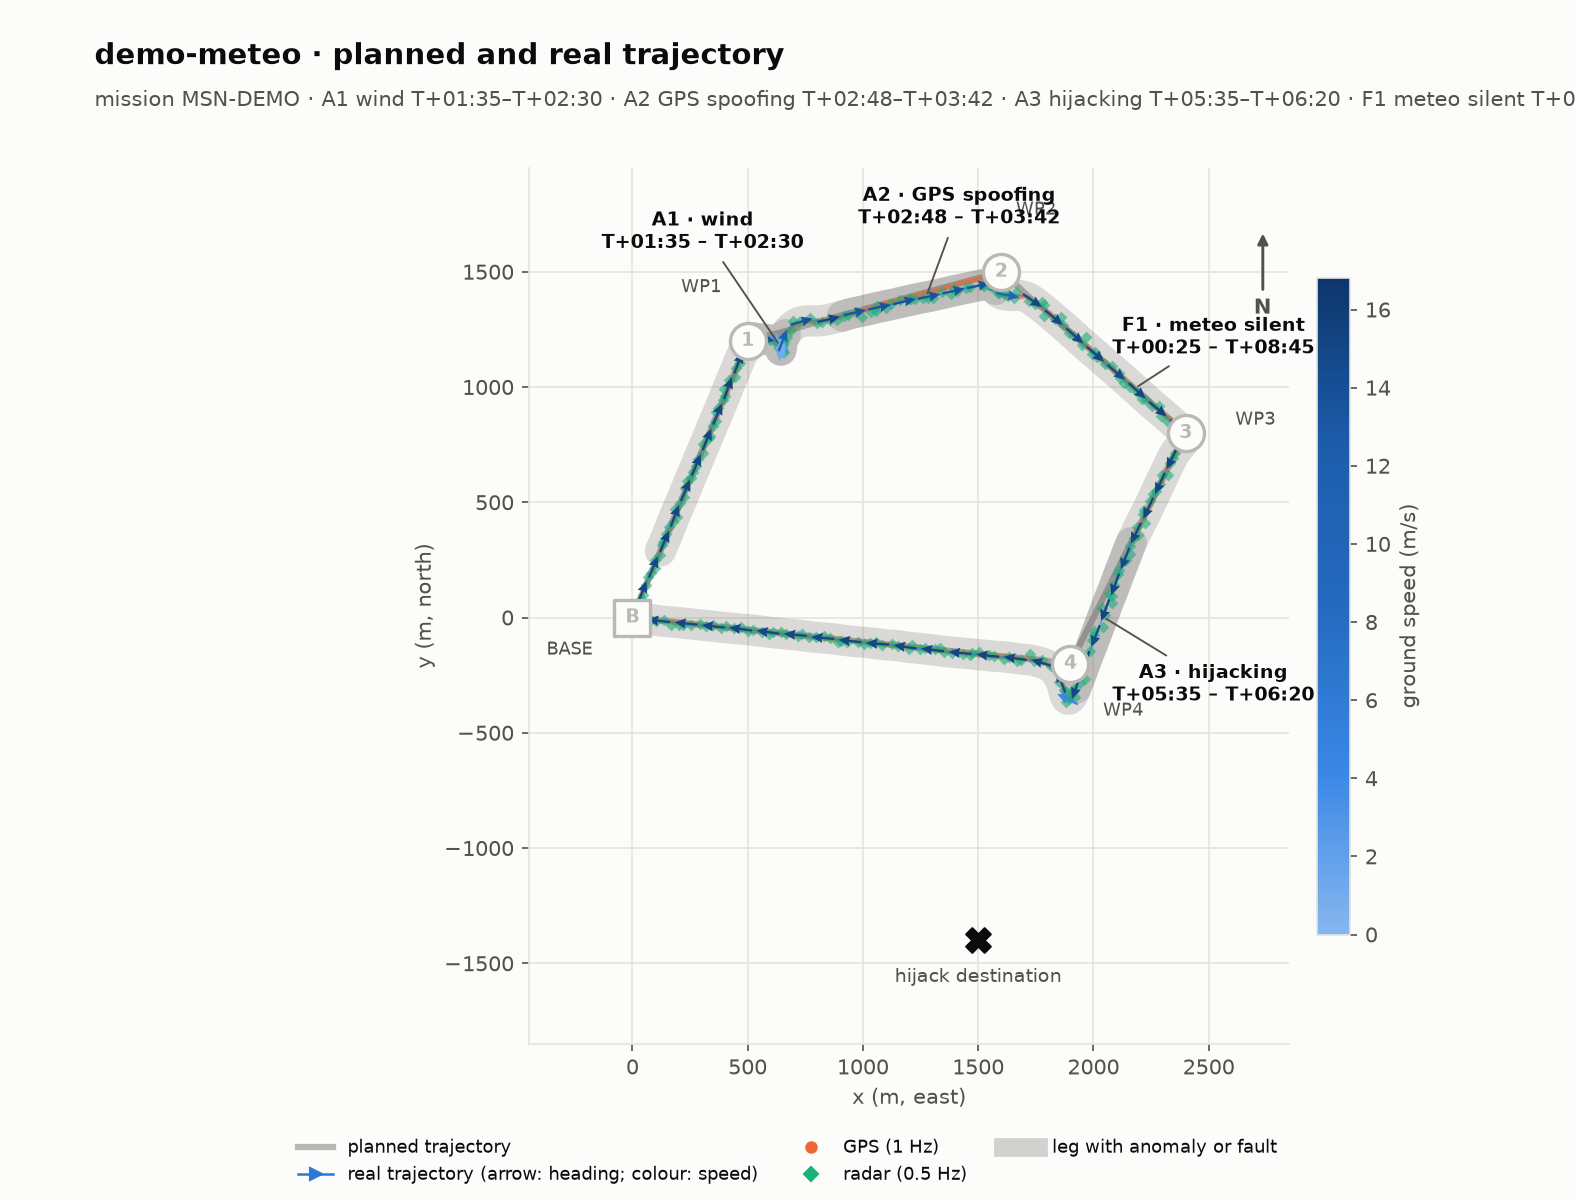 demo-meteo · planned and real trajectory
mission MSN-DEMO · A1 wind T+01:35–T+02:30 · A2 GPS spoofing T+02:48–T+03:42 · A3 hijacking T+05:35–T+06:20 · F1 meteo silent T+0
A2 · GPS spoofing
T+02:48 – T+03:42
WP2
A1 · wind
T+01:35 – T+02:30
WP1
N
F1 · meteo silent
T+00:25 – T+08:45
WP3
A3 · hijacking
T+05:35 – T+06:20
WP4
BASE
B
1
2
3
4
hijack destination
1500
1000
500
0
−500
−1000
−1500
y (m, north)
0
500
1000
1500
2000
2500
x (m, east)
16
14
12
10
8
6
4
2
0
ground speed (m/s)
planned trajectory
real trajectory (arrow: heading; colour: speed)
GPS (1 Hz)
radar (0.5 Hz)
leg with anomaly or fault